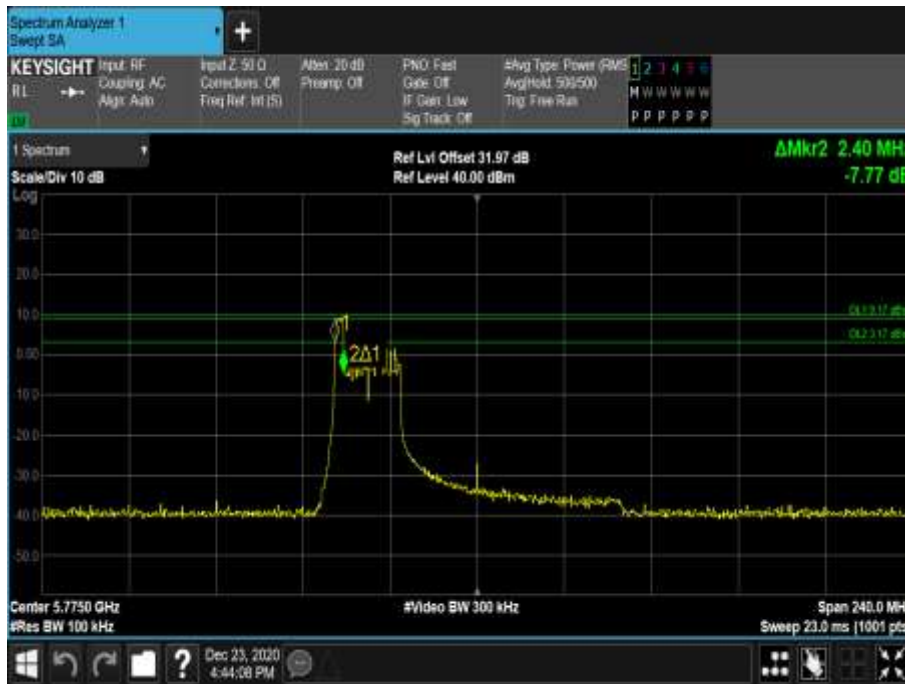 Spectrum Analyzer 1
Swept SA
+
KEYSIGHT Input: RF
RL
Coupling: AC
Align: Auto
Input Z: 50 Ω
Corrections: Off
Freq Ref: Int (S)
Atten: 20 dB
Preamp: Off
PNO: Fast
Gate: Off
IF Gain: Low
Sig Track: Off
#Avg Type: Power (RMS
Avg|Hold: 500/500
Trig: Free Run
1 2 3 4 5 6
M W W W W W
P P P P P P
1 Spectrum
Scale/Div 10 dB
Ref Lvl Offset 31.97 dB
Ref Level 40.00 dBm
ΔMkr2 2.40 MH
-7.77 dB
Log
30.0
20.0
10.0
0.00
-10.0
-20.0
-30.0
-40.0
-50.0
1
2Δ1
Center 5.7750 GHz
#Res BW 100 kHz
#Video BW 300 kHz
Span 240.0 MH
Sweep 23.0 ms (1001 pts
?
Dec 23, 2020
4:44:08 PM